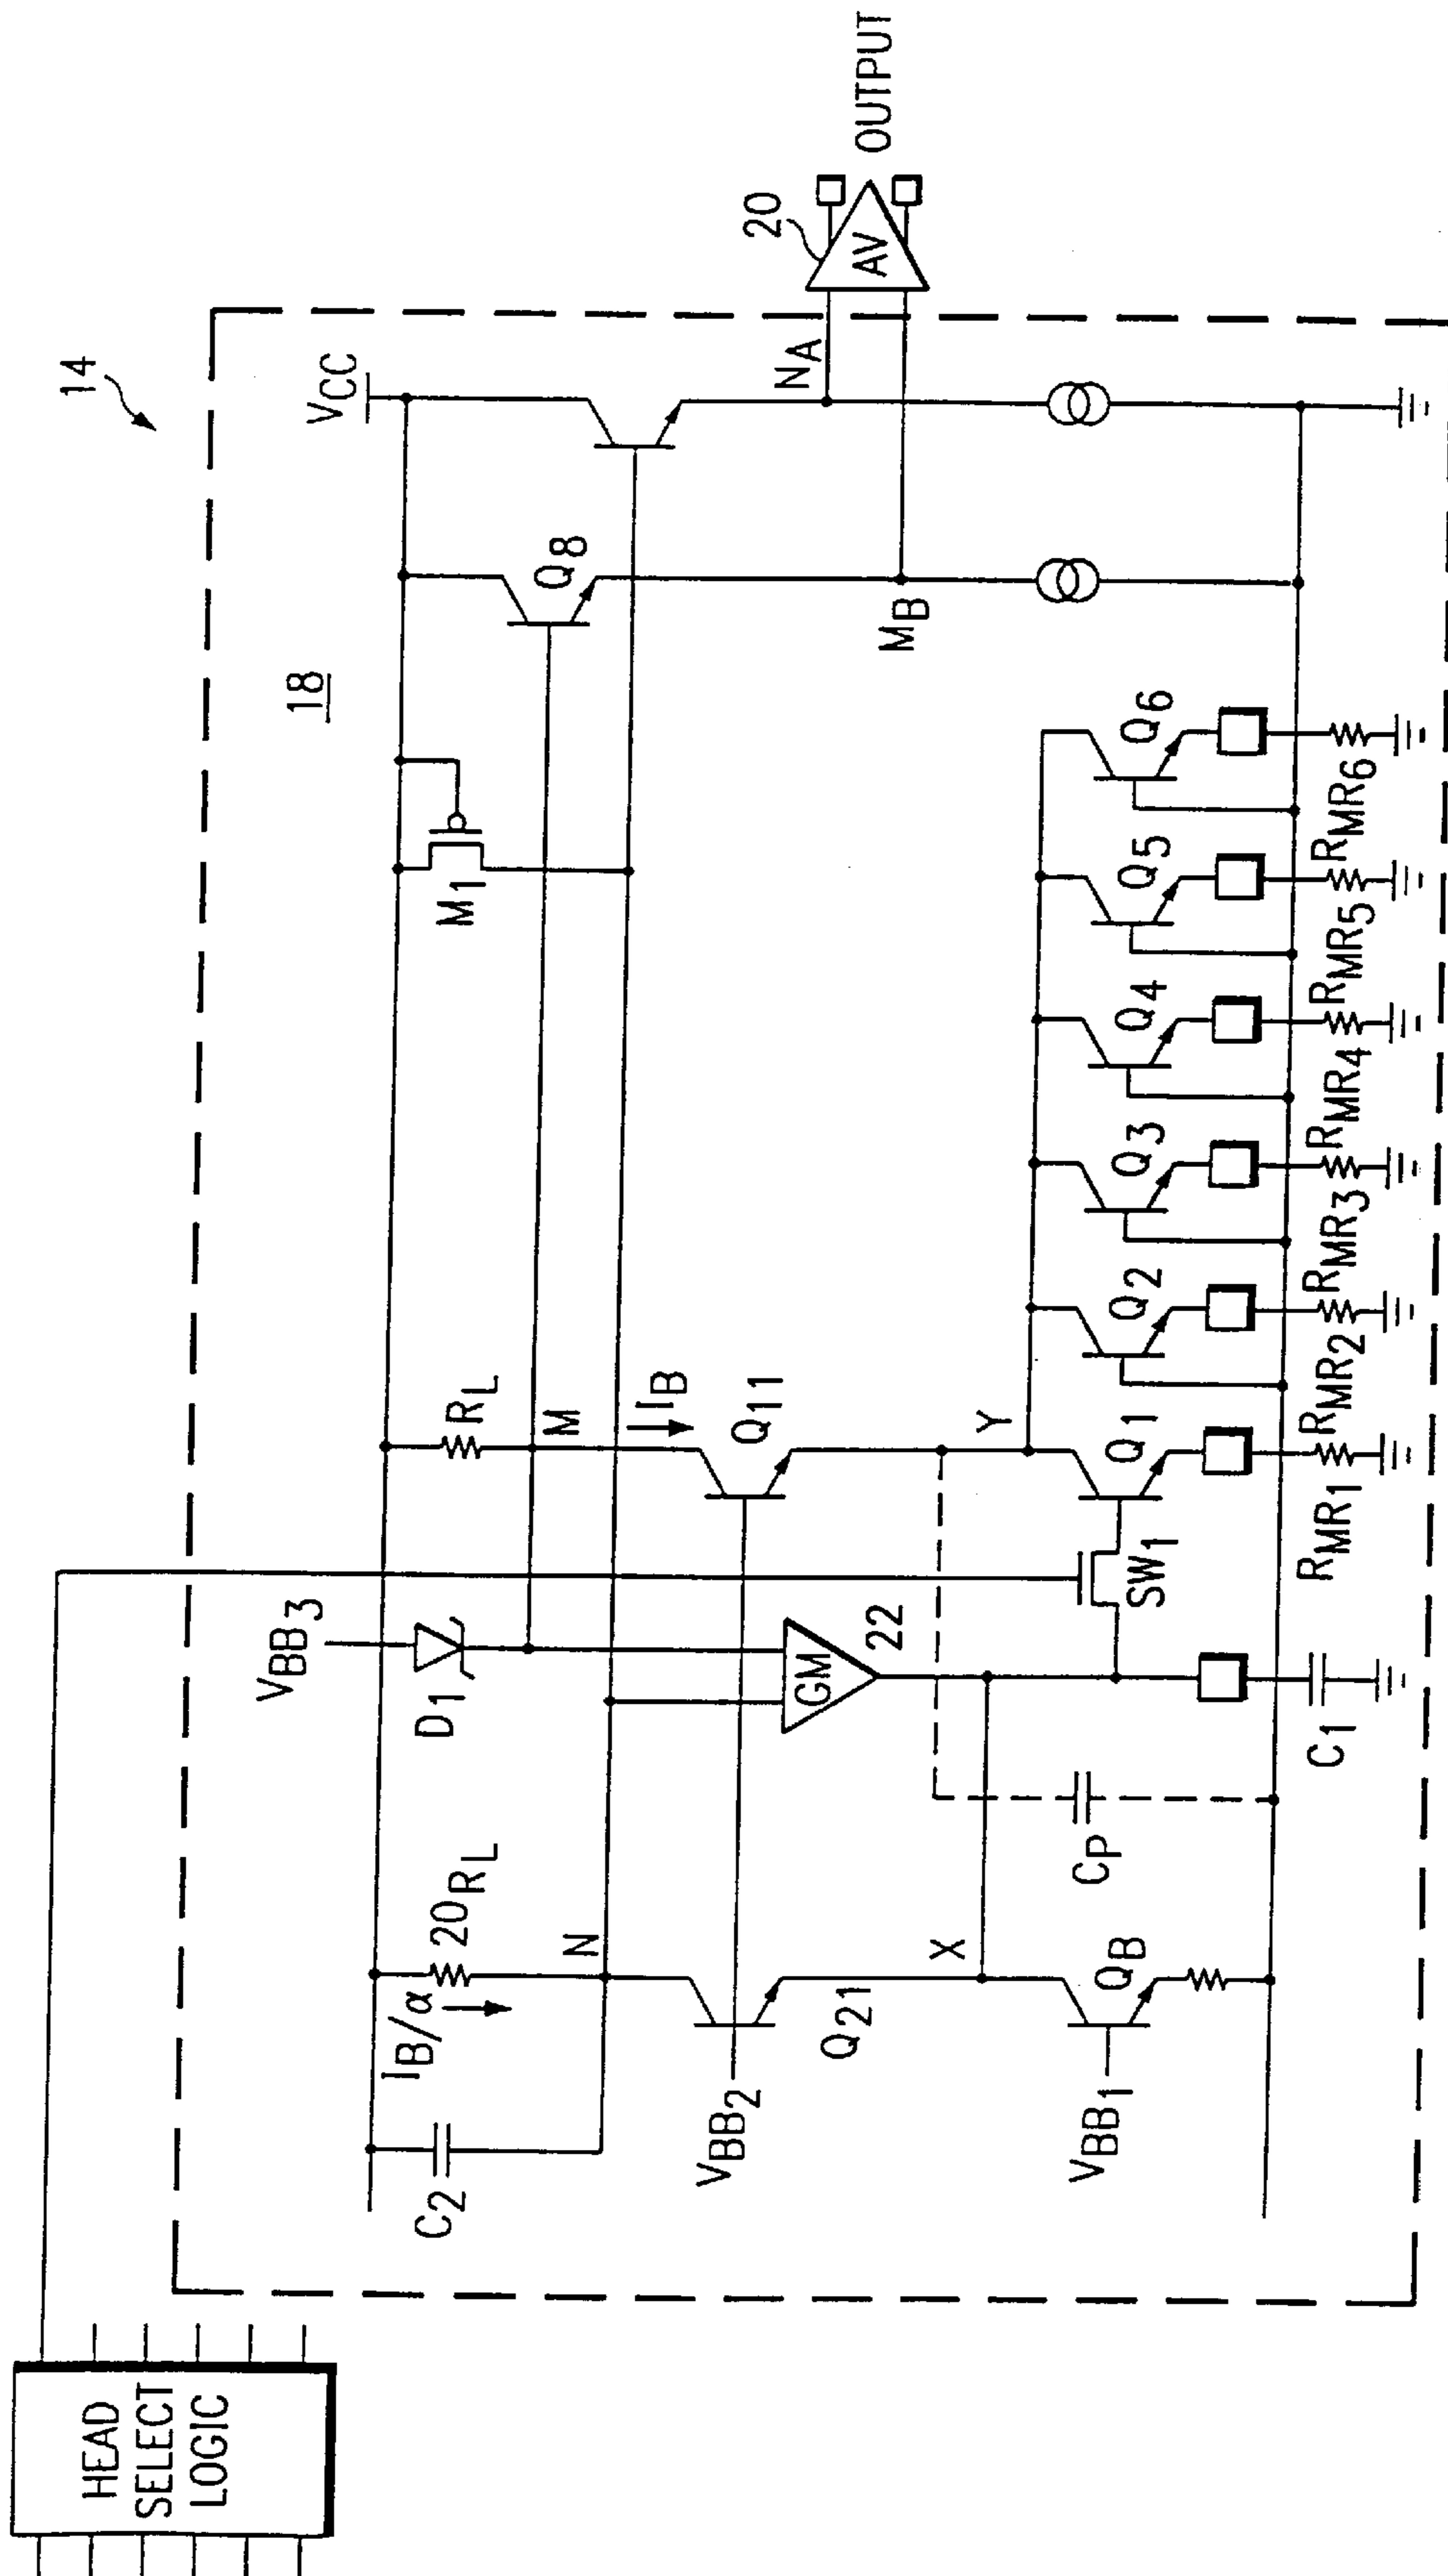 HEAD
SELECT
LOGIC
14
18
VCC
C2
IB/α
20RL
N
VBB3
D1
RL
M
IB
M1
Q8
NA
MB
20
AV
OUTPUT
VBB2
Q21
Q11
GM
22
X
Y
VBB1
QB
CP
C1
SW1
Q1
Q2
Q3
Q4
Q5
Q6
RMR1
RMR2
RMR3
RMR4
RMR5
RMR6